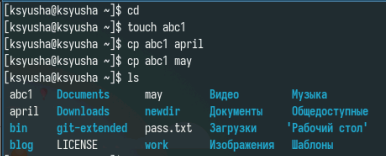 [ksyusha@ksyusha ~]$ cd
[ksyusha@ksyusha ~]$ touch abc1
[ksyusha@ksyusha ~]$ cp abc1 april
[ksyusha@ksyusha ~]$ cp abc1 may
[ksyusha@ksyusha ~]$ ls
abc1 Documents may Видео Музыка
april Downloads newdir Документы Общедоступные
bin git-extended pass.txt Загрузки 'Рабочий стол'
blog LICENSE work Изображения Шаблоны